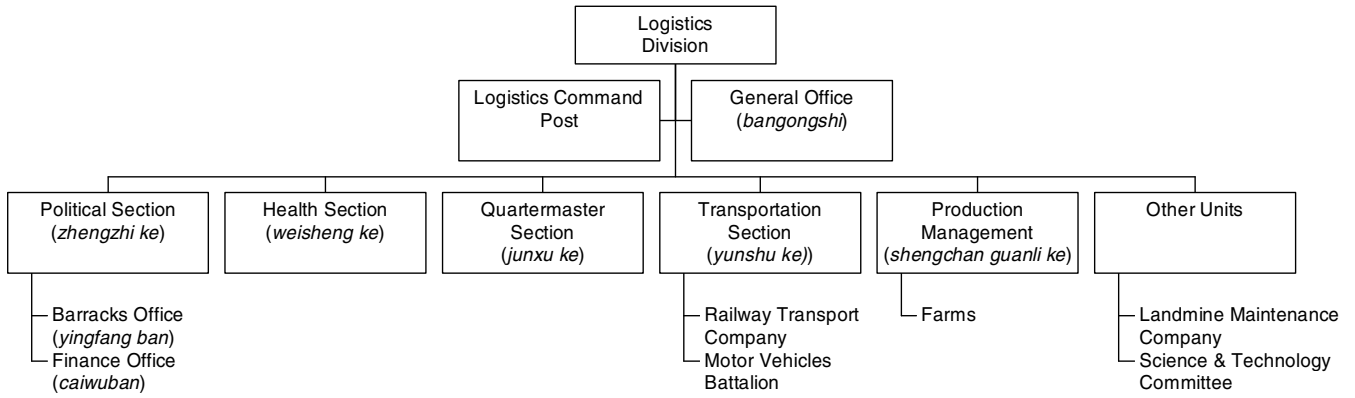 Logistics
Division
Logistics Command
Post
General Office
(bangongshi)
Political Section
(zhengzhi ke)
Health Section
(weisheng ke)
Quartermaster
Section
(junxu ke)
Transportation
Section
(yunshu ke))
Production
Management
(shengchan guanli ke)
Other Units
Barracks Office
(yingfang ban)
Finance Office
(caiwuban)
Railway Transport
Company
Motor Vehicles
Battalion
Farms
Landmine Maintenance
Company
Science & Technology
Committee